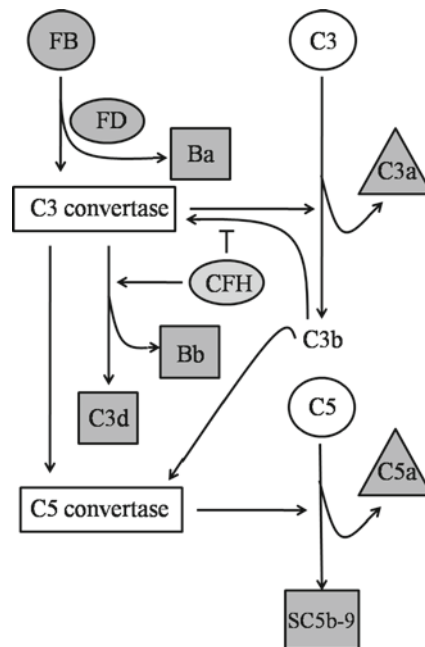 FB
C3
FD
Ba
C3a
C3 convertase
CFH
C3b
Bb
C3d
C5
C5a
C5 convertase
SC5b-9